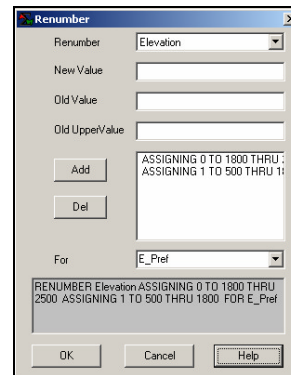 Renumber
Renumber Elevation
New Value
Old Value
Old UpperValue
Add
Del
ASSIGNING 0 TO 1800 THRU 2
ASSIGNING 1 TO 500 THRU 18
For E_Pref
RENUMBER Elevation ASSIGNING 0 TO 1800 THRU
2500 ASSIGNING 1 TO 500 THRU 1800 FOR E_Pref
OK Cancel Help